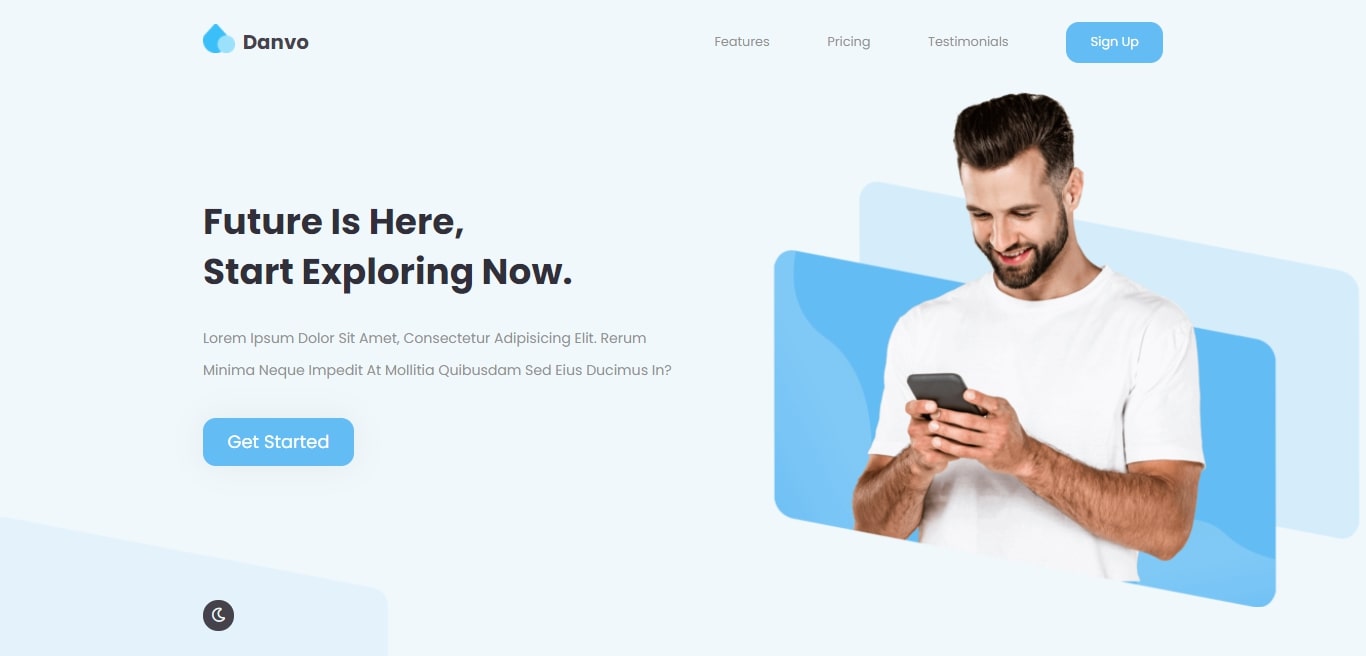 Danvo
Features
Pricing
Testimonials
Sign Up
Future Is Here,
Start Exploring Now.
Lorem Ipsum Dolor Sit Amet, Consectetur Adipisicing Elit. Rerum
Minima Neque Impedit At Mollitia Quibusdam Sed Eius Ducimus In?
Get Started